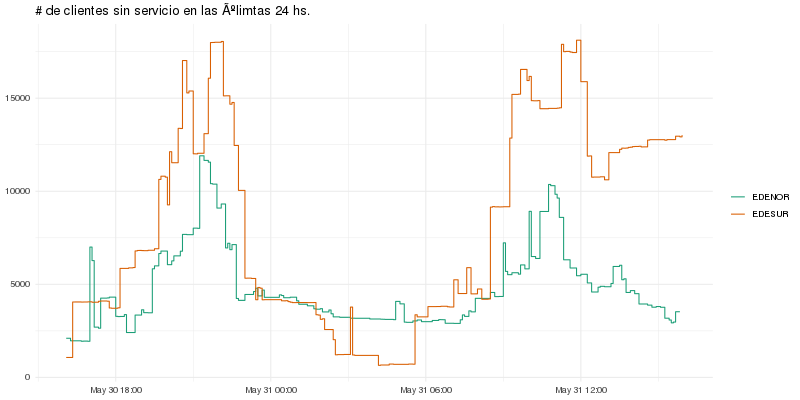 # de clientes sin servicio en las Ãºlimtas 24 hs.
15000
10000
5000
0
May 30 18:00
May 31 00:00
May 31 06:00
May 31 12:00
EDENOR
EDESUR